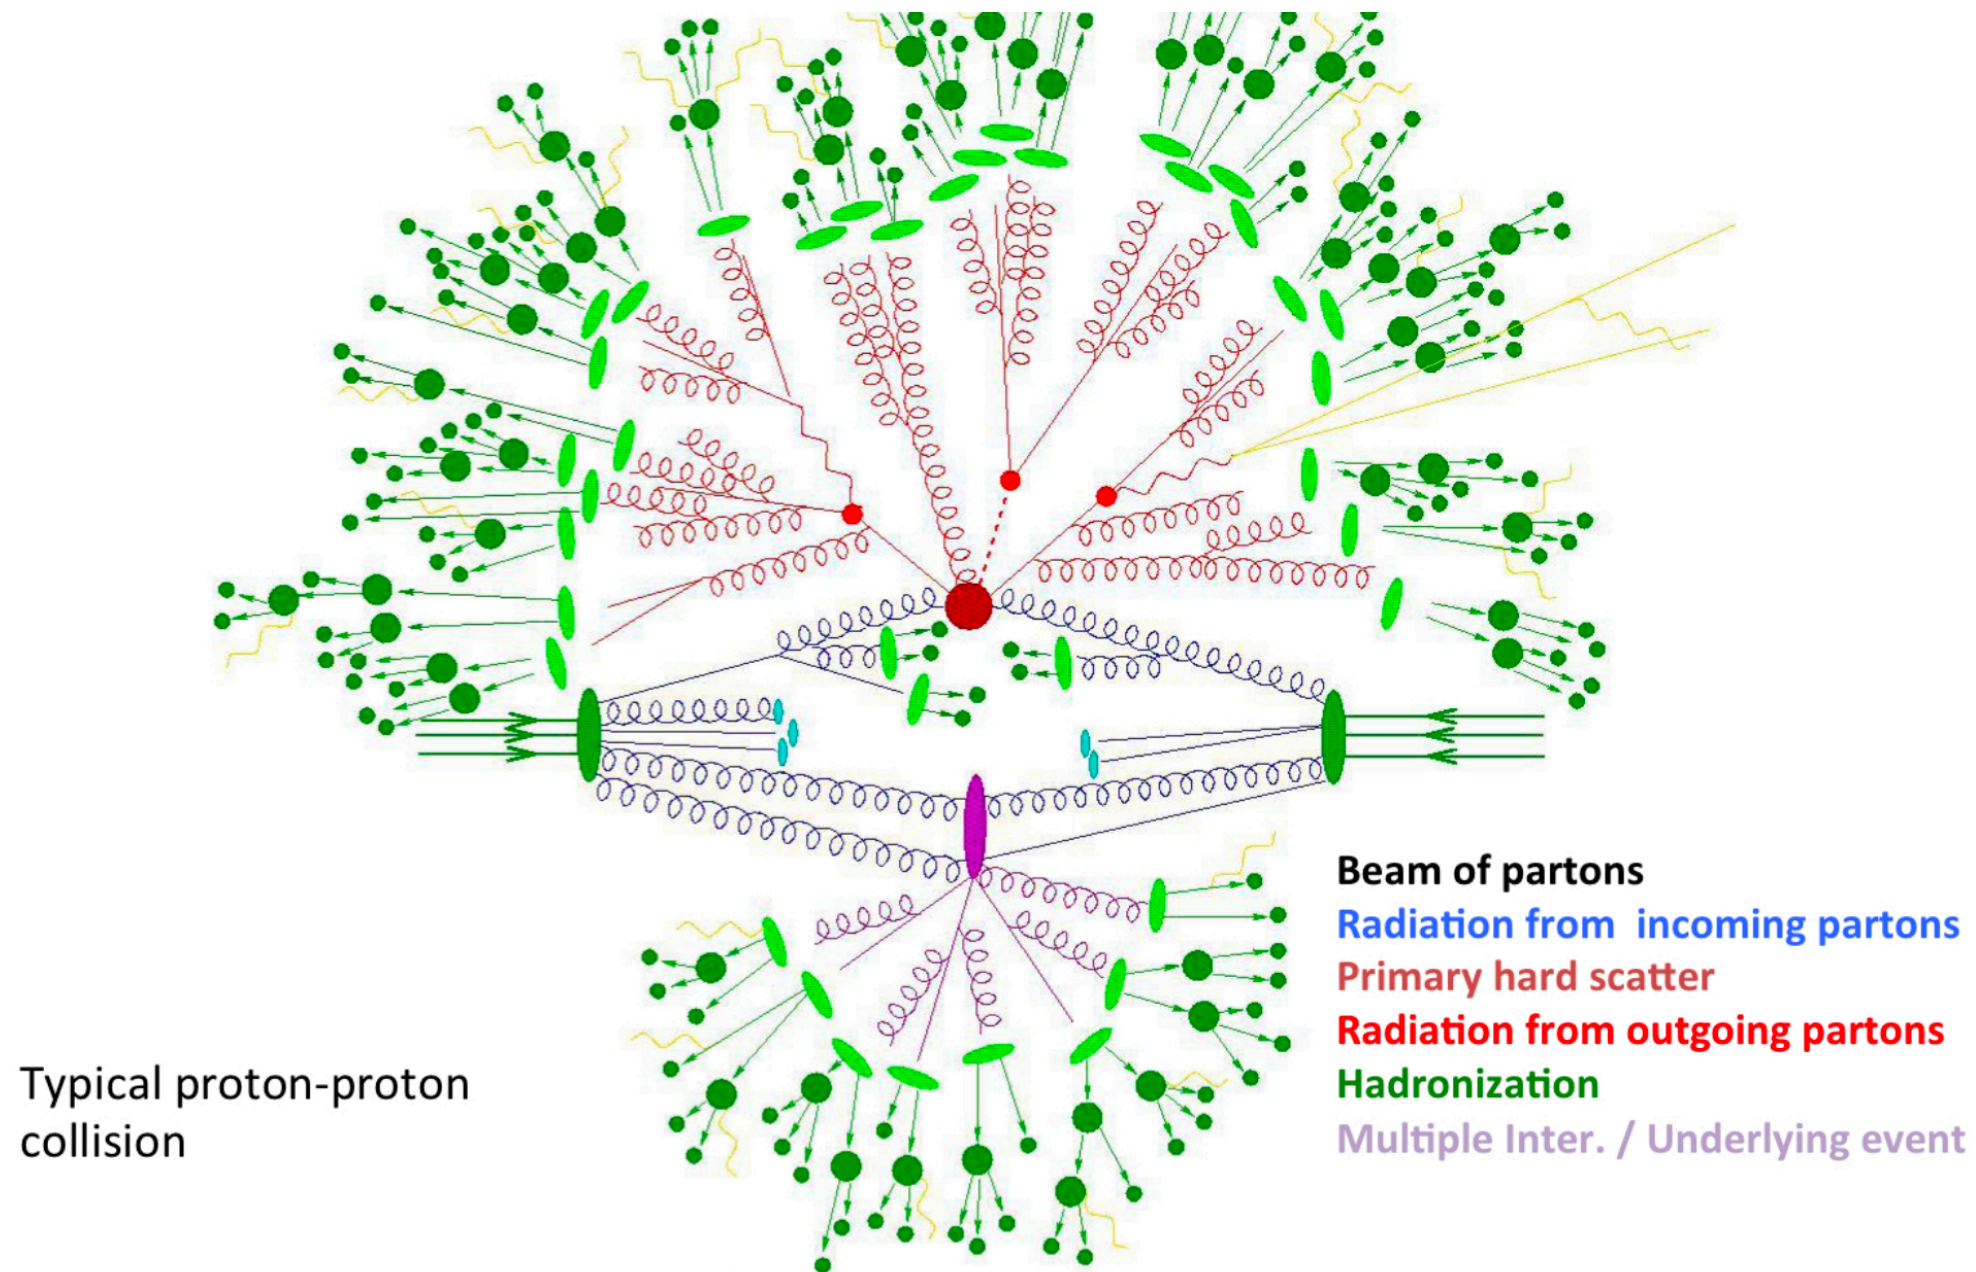 Beam of partons
Radiation from  incoming partons
Primary hard scatter
Radiation from outgoing partons
Hadronization
Multiple Inter. / Underlying event
Typical proton-proton
collision